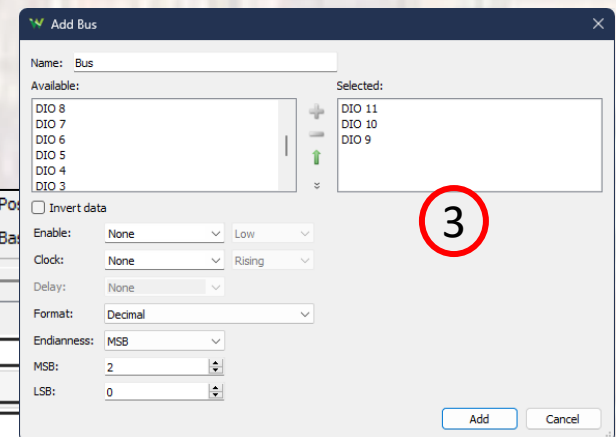 Add Bus
Name: Bus
Available: Selected:
DIO 8 DIO 11
DIO 7 DIO 10
DIO 6 DIO 9
DIO 5
DIO 4
DIO 3
Invert data
3
Enable: None Low
Clock: None Rising
Delay: None
Format: Decimal
Endianness: MSB
MSB: 2
LSB: 0
Add Cancel